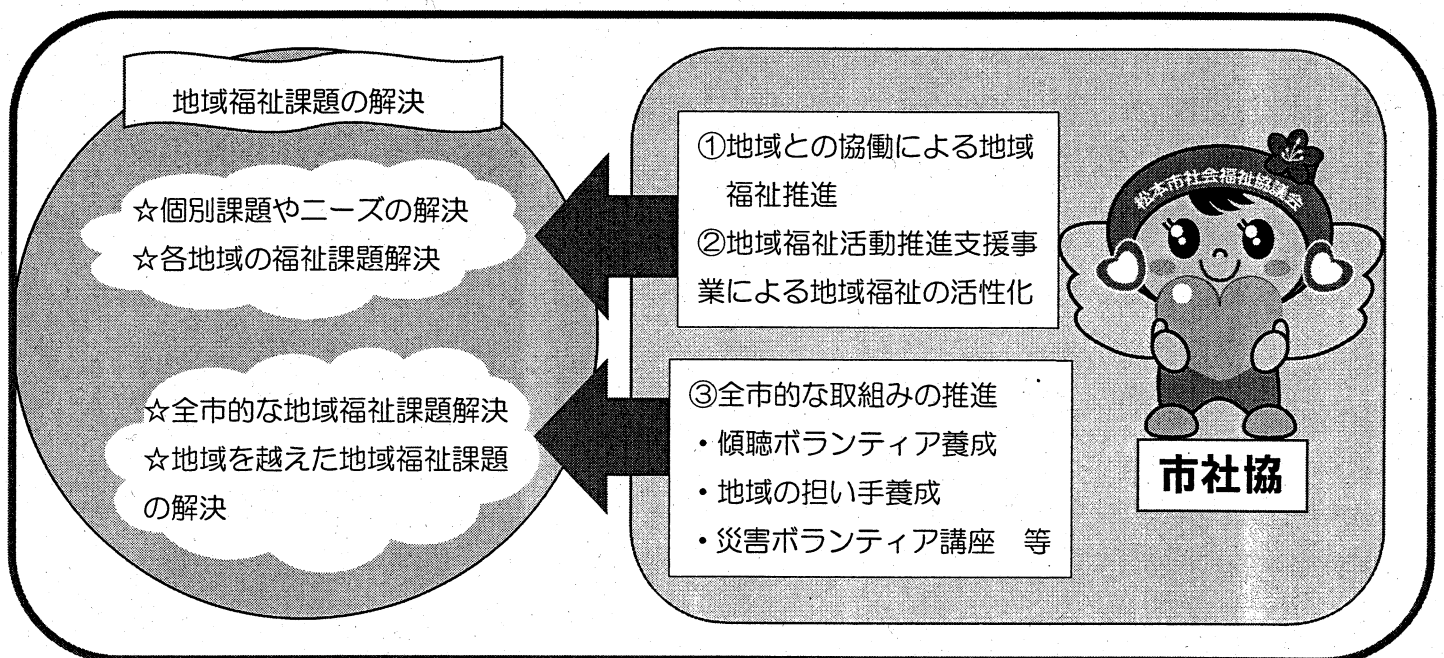 地域福祉課題の解決
☆個別課題やニーズの解決
☆各地域の福祉課題解決
☆全市的な地域福祉課題解決
☆地域を越えた地域福祉課題
の解決
①地域との協働による地域
福祉推進
②地域福祉活動推進支援事
業による地域福祉の活性化
③全市的な取組みの推進
・傾聴ボランティア養成
・地域の担い手養成
・災害ボランティア講座　等
松本市社会福祉協議会
市社協